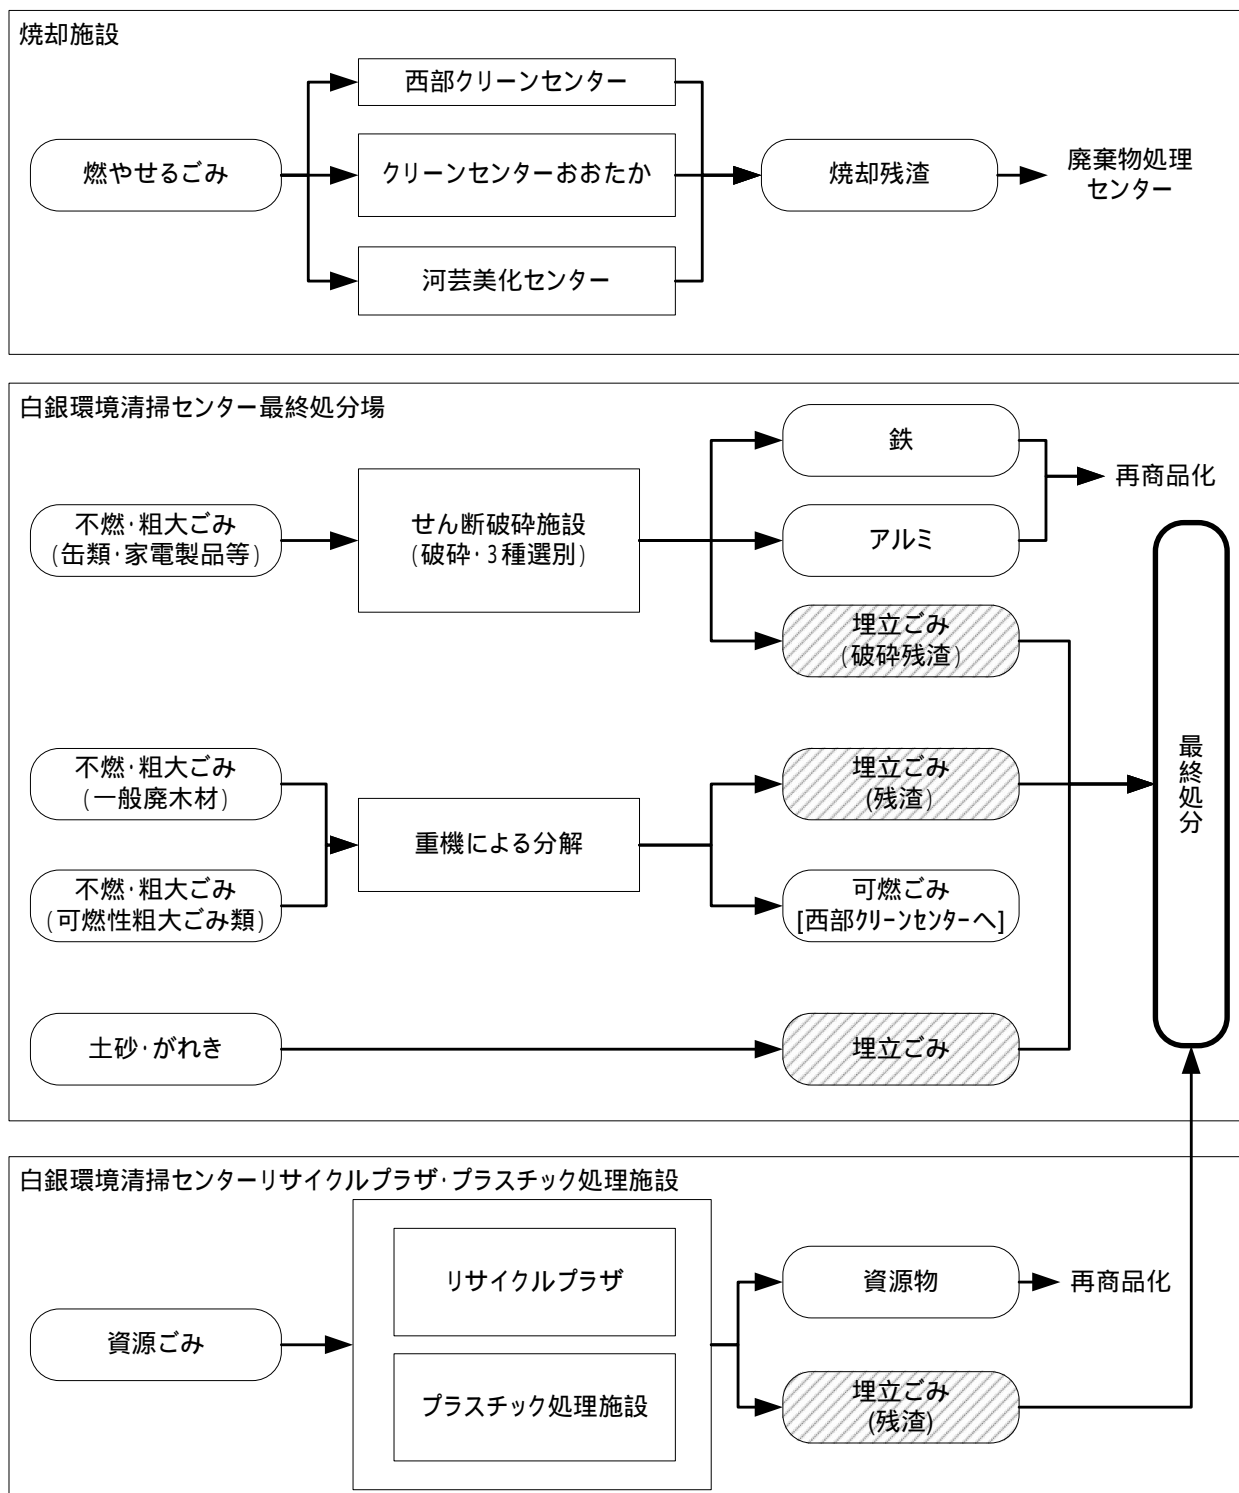 焼却施設
西部クリーンセンター
燃やせるごみ
クリーンセンターおおたか
焼却残渣
廃棄物処理
センター
河芸美化センター
白銀環境清掃センター最終処分場
鉄
再商品化
不燃・粗大ごみ
(缶類・家電製品等)
せん断破砕施設
(破砕・3種選別)
アルミ
埋立ごみ
(破砕残渣)
最終処分
不燃・粗大ごみ
(一般廃木材)
埋立ごみ
(残渣)
重機による分解
不燃・粗大ごみ
(可燃性粗大ごみ類)
可燃ごみ
[西部クリーンセンターへ]
土砂・がれき
埋立ごみ
白銀環境清掃センターリサイクルプラザ・プラスチック処理施設
リサイクルプラザ
資源物
再商品化
資源ごみ
プラスチック処理施設
埋立ごみ
(残渣)